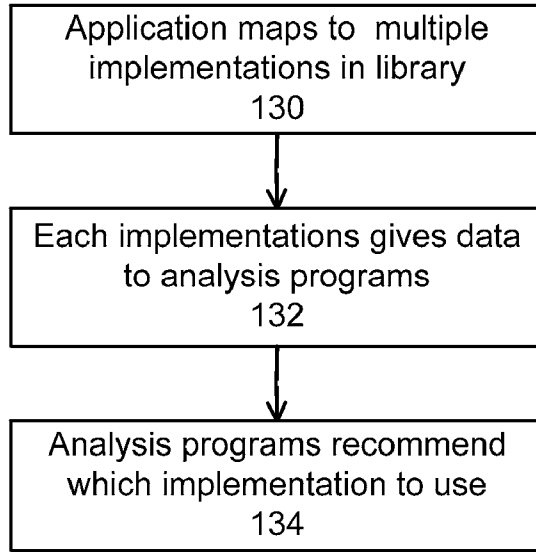 Application maps to multiple
implementations in library
130
Each implementations gives data
to analysis programs
132
Analysis programs recommend
which implementation to use
134